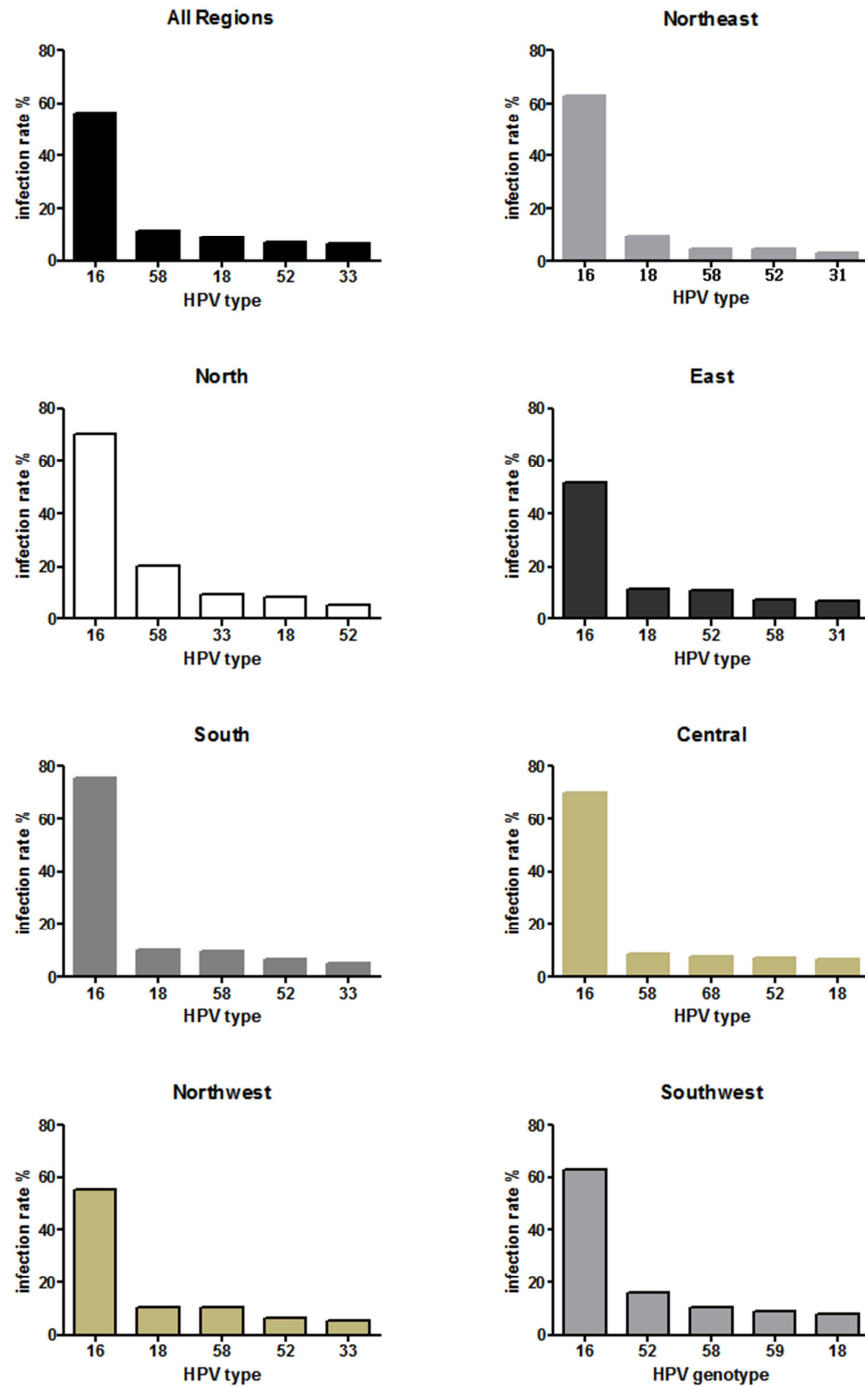 All Regions
infection rate %
80
60
40
20
0
16 58 18 52 33
HPV type
Northeast
infection rate %
80
60
40
20
0
16 18 58 52 31
HPV type
North
infection rate %
80
60
40
20
0
16 58 33 18 52
HPV type
East
infection rate %
80
60
40
20
0
16 18 52 58 31
HPV type
South
infection rate %
80
60
40
20
0
16 18 58 52 33
HPV type
Central
infection rate %
80
60
40
20
0
16 58 68 52 18
HPV type
Northwest
infection rate %
80
60
40
20
0
16 18 58 52 33
HPV type
Southwest
infection rate %
80
60
40
20
0
16 52 58 59 18
HPV genotype